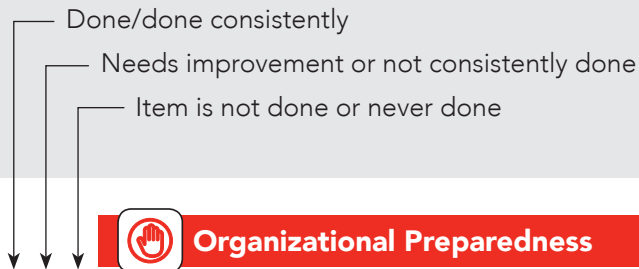 Done/done consistently
Needs improvement or not consistently done
Item is not done or never done
Organizational Preparedness